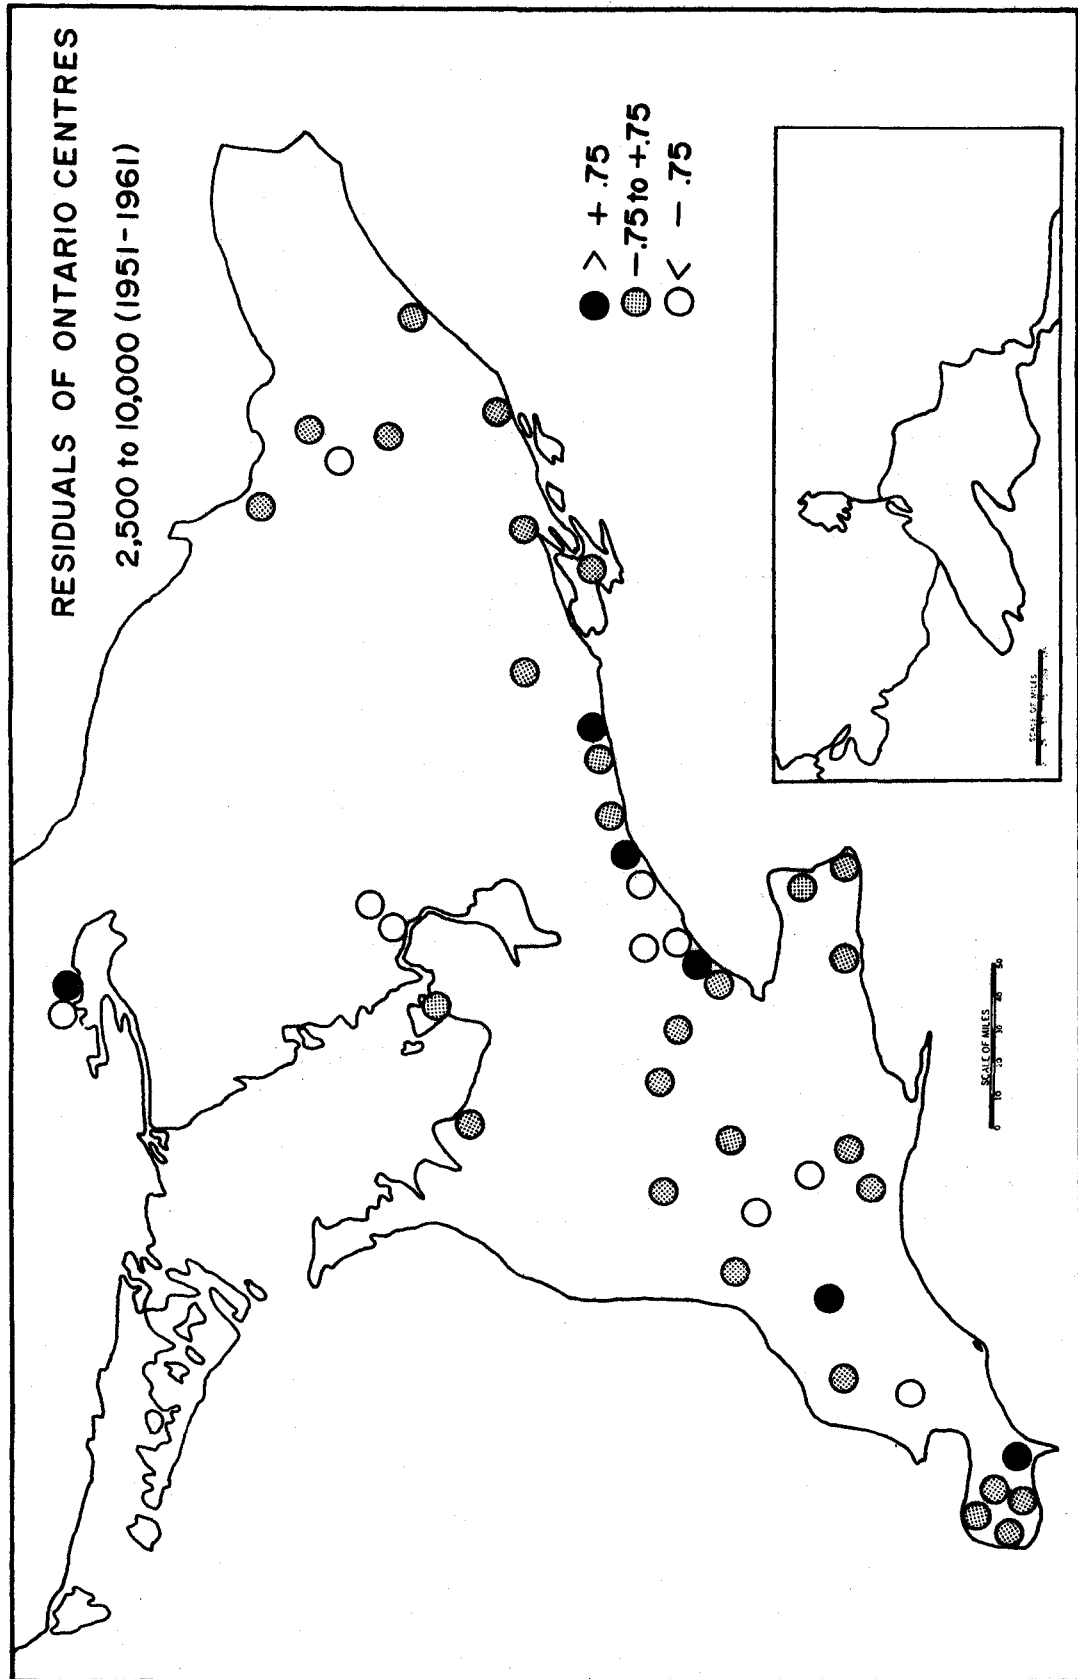 RESIDUALS OF ONTARIO CENTRES
2,500 to 10,000 (1951-1961)
> + .75
-.75 to +.75
< - .75
SCALE OF MILES
0 10 20 30 40 50
SCALE OF MILES